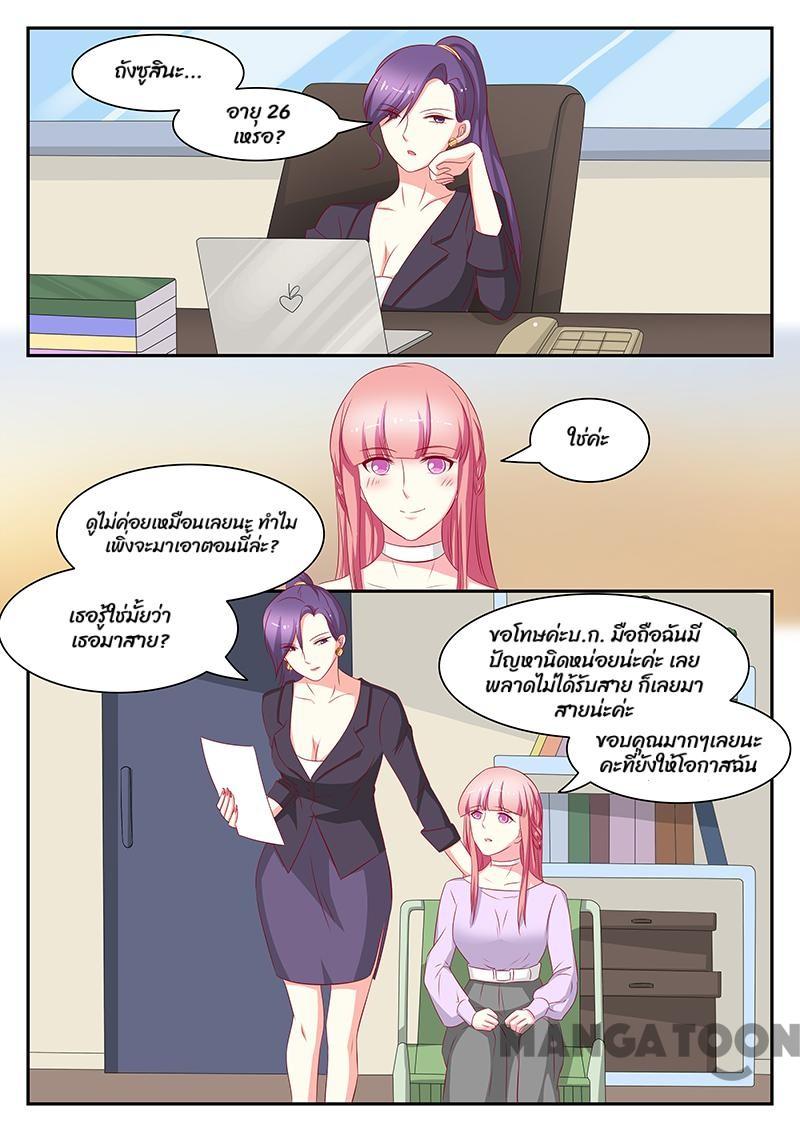 ถังซูสินะ...
อายุ 26
เหรอ?
ใช่ค่ะ
ดูไม่ค่อยเหมือนเลยนะ ทำไม
เพิ่งจะมาเอาตอนนี้ล่ะ?
เธอรู้ใช่มั้ยว่า
เธอมาสาย?
ขอโทษค่ะบ.ก. มือถือฉันมี
ปัญหานิดหน่อยน่ะค่ะ เลย
พลาดไม่ได้รับสาย ก็เลยมา
สายน่ะค่ะ
ขอบคุณมากๆเลยนะ
คะที่ยังให้โอกาสฉัน
MANGATOON